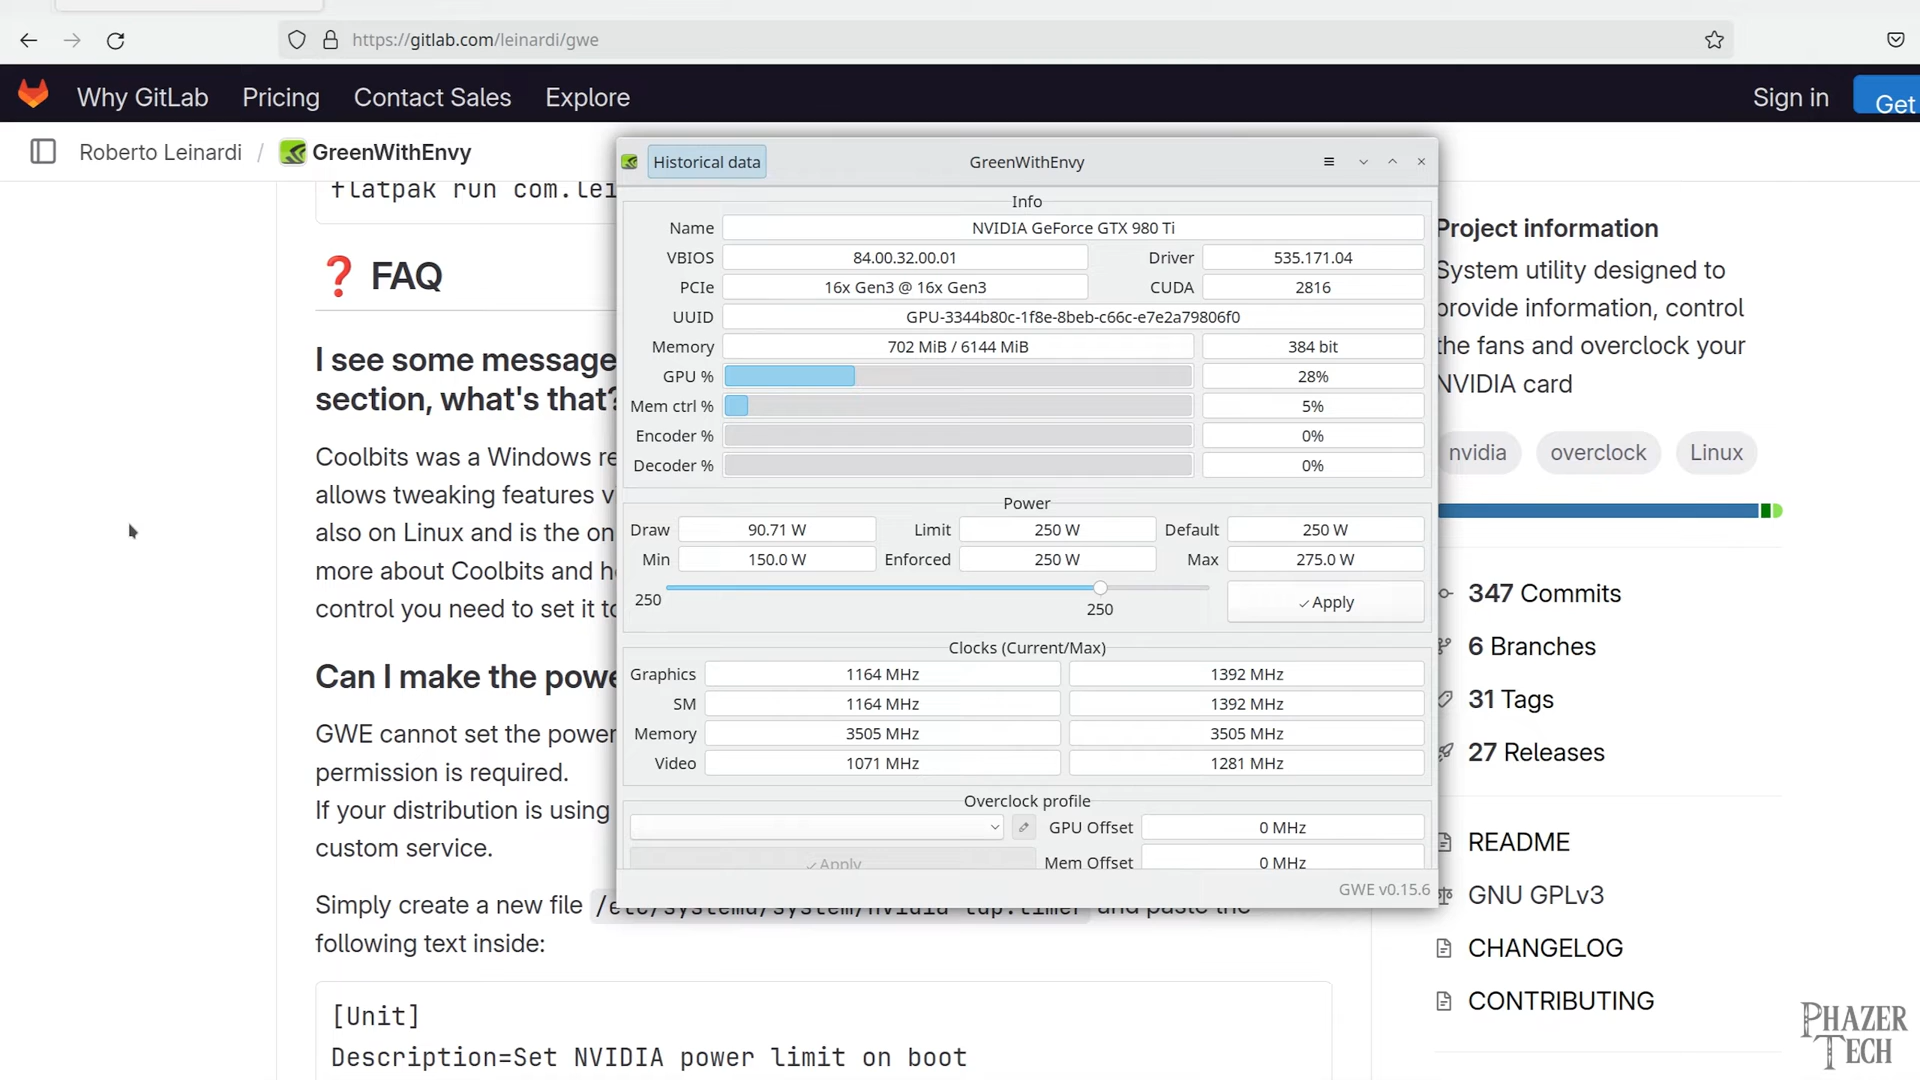 https://gitlab.com/leinardi/gwe
Why GitLab Pricing Contact Sales Explore Sign in Get
Roberto Leinardi / GreenWithEnvy
flatpak run com.lei
❓ FAQ
I see some message
section, what's that?
Coolbits was a Windows re
allows tweaking features v
also on Linux and is the on
more about Coolbits and h
control you need to set it to
Can I make the powe
GWE cannot set the power
permission is required.
If your distribution is using
custom service.
Simply create a new file /etc/systemd/system/nvidia-tdp.timer and paste the
following text inside:
[Unit]
Description=Set NVIDIA power limit on boot
Historical data GreenWithEnvy
Info
Name NVIDIA GeForce GTX 980 Ti
VBIOS 84.00.32.00.01 Driver 535.171.04
PCIe 16x Gen3 @ 16x Gen3 CUDA 2816
UUID GPU-3344b80c-1f8e-8beb-c66c-e7e2a79806f0
Memory 702 MiB / 6144 MiB 384 bit
GPU % 28%
Mem ctrl % 5%
Encoder % 0%
Decoder % 0%
Power
Draw 90.71 W Limit 250 W Default 250 W
Min 150.0 W Enforced 250 W Max 275.0 W
250 250 Apply
Clocks (Current/Max)
Graphics 1164 MHz 1392 MHz
SM 1164 MHz 1392 MHz
Memory 3505 MHz 3505 MHz
Video 1071 MHz 1281 MHz
Overclock profile
GPU Offset 0 MHz
Apply Mem Offset 0 MHz
GWE v0.15.6
Project information
System utility designed to
provide information, control
the fans and overclock your
NVIDIA card
nvidia overclock Linux
347 Commits
6 Branches
31 Tags
27 Releases
README
GNU GPLv3
CHANGELOG
CONTRIBUTING
PHAZER
TECH